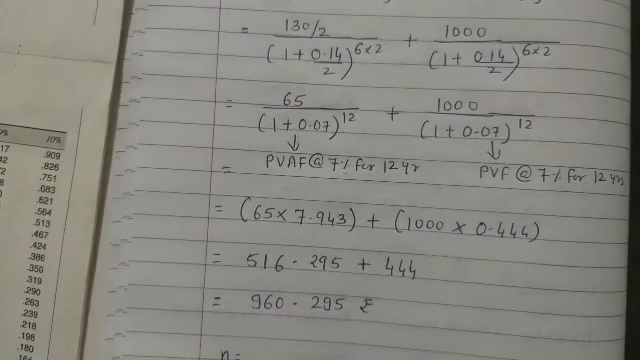 = 130/2 / (1 + 0.14/2)^6×2 + 1000 / (1 + 0.14/2)^6×2
= 65 / (1 + 0.07)^12 + 1000 / (1 + 0.07)^12
PVAF @ 7% for 12 yr PVF @ 7% for 12 yrs
=
= (65 × 7.943) + (1000 × 0.444)
= 516.295 + 444
= 960.295 ₹
n =
10%
.909
.826
.751
.683
.621
.564
.513
.467
.424
.386
.350
.319
.290
.263
.239
.218
.198
.180